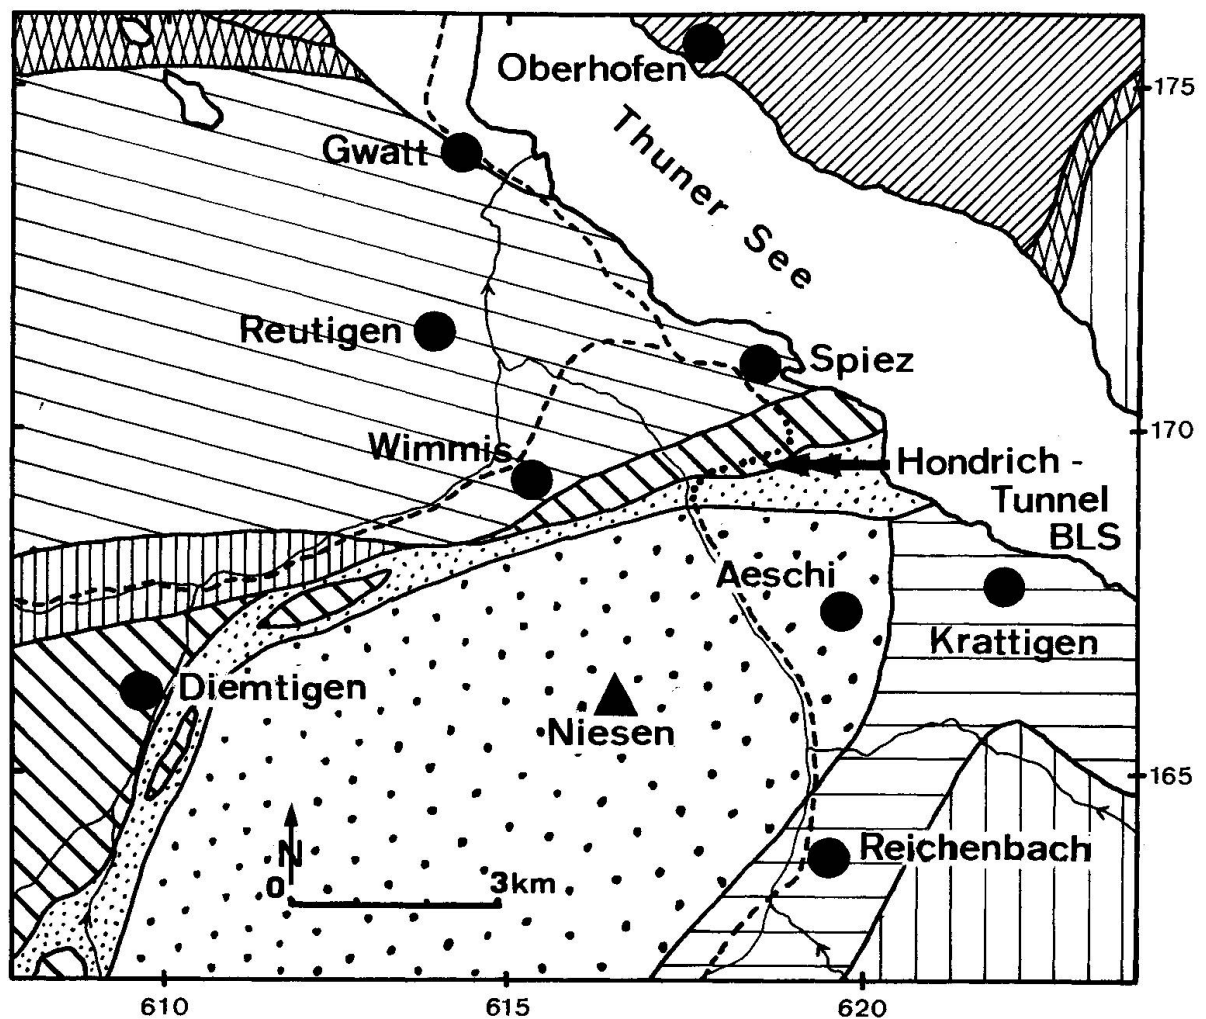 Oberhofen
175
Thuner See
Gwatt
Reutigen
Spiez
170
Wimmis
Hondrich -
Tunnel
BLS
Aeschi
Krattigen
Diemtigen
Niesen
165
N
Reichenbach
0
3km
610
615
620